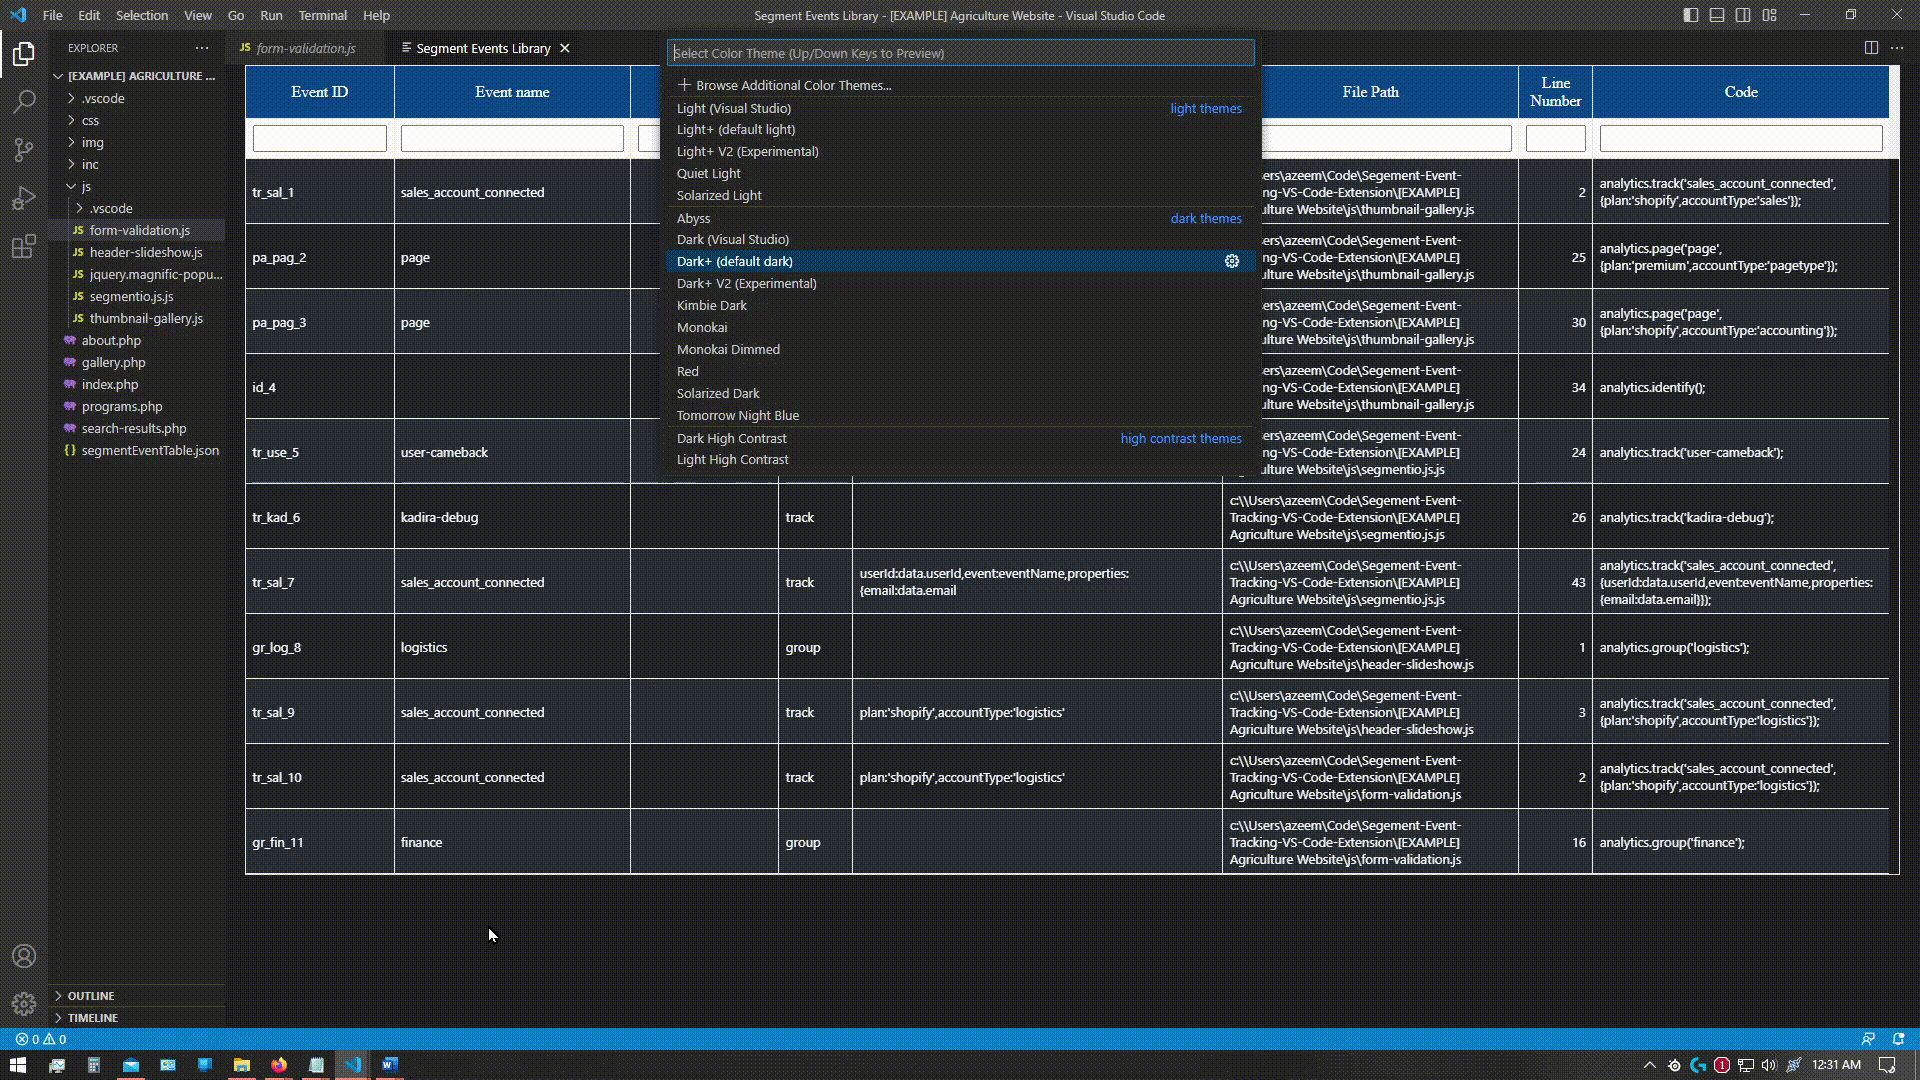 File Edit Selection View Go Run Terminal Help
Segment Events Library - [EXAMPLE] Agriculture Website - Visual Studio Code
EXPLORER
[EXAMPLE] AGRICULTURE ...
.vscode
css
img
inc
js
.vscode
JS form-validation.js
JS header-slideshow.js
JS jquery.magnific-popu...
JS segmentio.js.js
JS thumbnail-gallery.js
about.php
gallery.php
index.php
programs.php
search-results.php
{} segmentEventTable.json
OUTLINE
TIMELINE
JS form-validation.js
Segment Events Library
Select Color Theme (Up/Down Keys to Preview)
Browse Additional Color Themes...
Light (Visual Studio) light themes
Light+ (default light)
Light+ V2 (Experimental)
Quiet Light
Solarized Light
Abyss dark themes
Dark (Visual Studio)
Dark+ (default dark)
Dark+ V2 (Experimental)
Kimbie Dark
Monokai
Monokai Dimmed
Red
Solarized Dark
Tomorrow Night Blue
Dark High Contrast high contrast themes
Light High Contrast
Event ID Event name File Path Line Number Code
tr_sal_1 sales_account_connected
sers\azeem\Code\Segement-Event-
ng-VS-Code-Extension\[EXAMPLE]
ulture Website\js\thumbnail-gallery.js
2
analytics.track('sales_account_connected',
{plan:'shopify',accountType:'sales'});
pa_pag_2 page
sers\azeem\Code\Segement-Event-
ng-VS-Code-Extension\[EXAMPLE]
ulture Website\js\thumbnail-gallery.js
25
analytics.page('page',
{plan:'premium',accountType:'pagetype'});
pa_pag_3 page
sers\azeem\Code\Segement-Event-
ng-VS-Code-Extension\[EXAMPLE]
ulture Website\js\thumbnail-gallery.js
30
analytics.page('page',
{plan:'shopify',accountType:'accounting'});
id_4
sers\azeem\Code\Segement-Event-
ng-VS-Code-Extension\[EXAMPLE]
ulture Website\js\thumbnail-gallery.js
34
analytics.identify();
tr_use_5 user-cameback
sers\azeem\Code\Segement-Event-
ng-VS-Code-Extension\[EXAMPLE]
ulture Website\js\segmentio.js.js
24
analytics.track('user-cameback');
tr_kad_6 kadira-debug track
c:\\Users\azeem\Code\Segement-Event-
Tracking-VS-Code-Extension\[EXAMPLE]
Agriculture Website\js\segmentio.js.js
26
analytics.track('kadira-debug');
tr_sal_7 sales_account_connected track
userId:data.userId,event:eventName,properties:
{email:data.email
c:\\Users\azeem\Code\Segement-Event-
Tracking-VS-Code-Extension\[EXAMPLE]
Agriculture Website\js\segmentio.js.js
43
analytics.track('sales_account_connected',
{userId:data.userId,event:eventName,properties:
{email:data.email}});
gr_log_8 logistics group
c:\\Users\azeem\Code\Segement-Event-
Tracking-VS-Code-Extension\[EXAMPLE]
Agriculture Website\js\header-slideshow.js
1
analytics.group('logistics');
tr_sal_9 sales_account_connected track
plan:'shopify',accountType:'logistics'
c:\\Users\azeem\Code\Segement-Event-
Tracking-VS-Code-Extension\[EXAMPLE]
Agriculture Website\js\header-slideshow.js
3
analytics.track('sales_account_connected',
{plan:'shopify',accountType:'logistics'});
tr_sal_10 sales_account_connected track
plan:'shopify',accountType:'logistics'
c:\\Users\azeem\Code\Segement-Event-
Tracking-VS-Code-Extension\[EXAMPLE]
Agriculture Website\js\form-validation.js
2
analytics.track('sales_account_connected',
{plan:'shopify',accountType:'logistics'});
gr_fin_11 finance group
c:\\Users\azeem\Code\Segement-Event-
Tracking-VS-Code-Extension\[EXAMPLE]
Agriculture Website\js\form-validation.js
16
analytics.group('finance');
0 0
12:31 AM